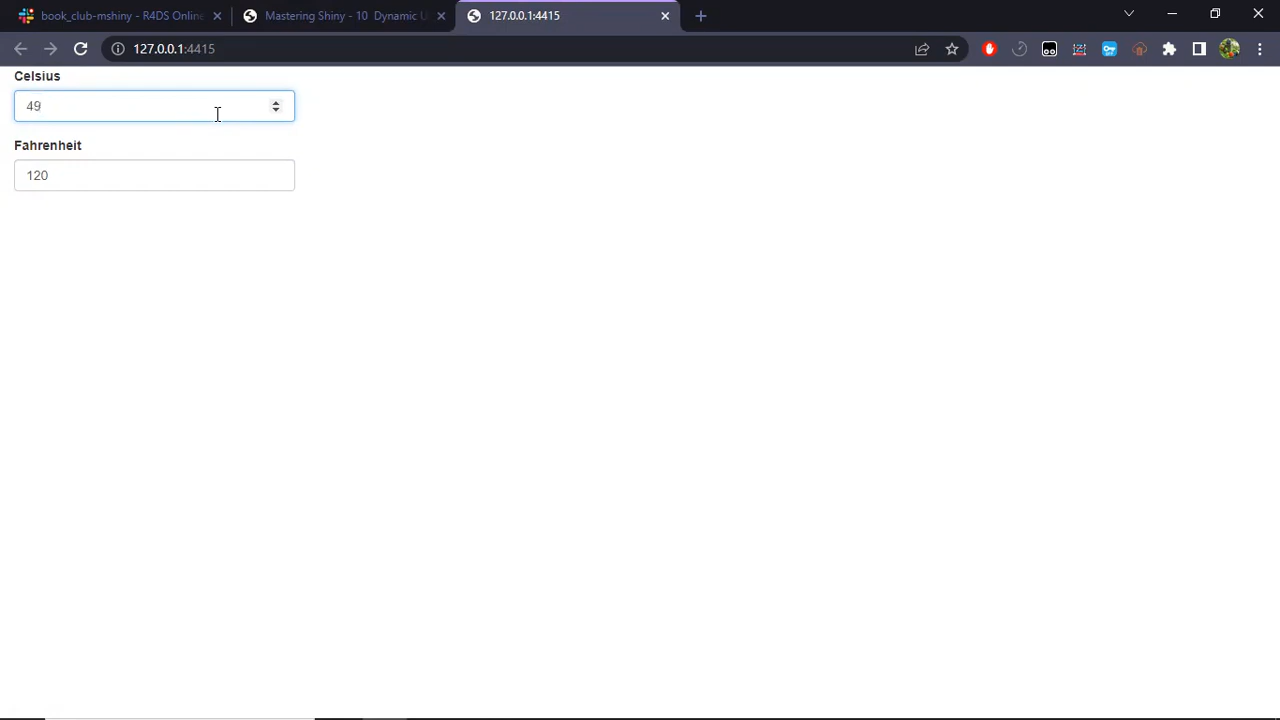 book_club-mshiny - R4DS Online
Mastering Shiny - 10 Dynamic U
127.0.0.1:4415
127.0.0.1:4415
Celsius
49
Fahrenheit
120